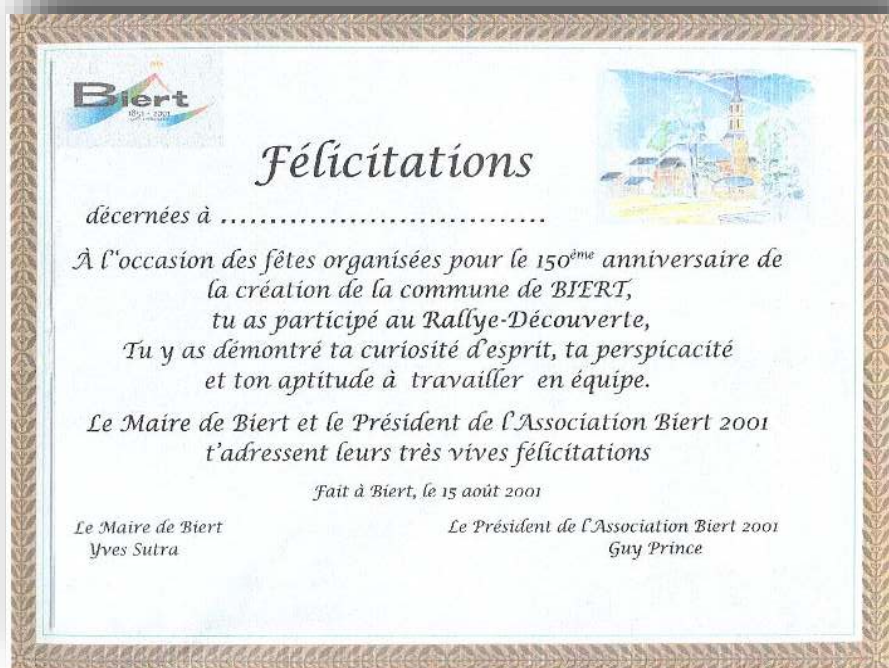 Biert
1851 - 2001
Félicitations
décernées à .................................
À l'occasion des fêtes organisées pour le 150ème anniversaire de
la création de la commune de BIERT,
tu as participé au Rallye-Découverte,
Tu y as démontré ta curiosité d'esprit, ta perspicacité
et ton aptitude à travailler en équipe.
Le Maire de Biert et le Président de l'Association Biert 2001
t'adressent leurs très vives félicitations
Fait à Biert, le 15 août 2001
Le Maire de Biert
Yves Sutra
Le Président de l'Association Biert 2001
Guy Prince